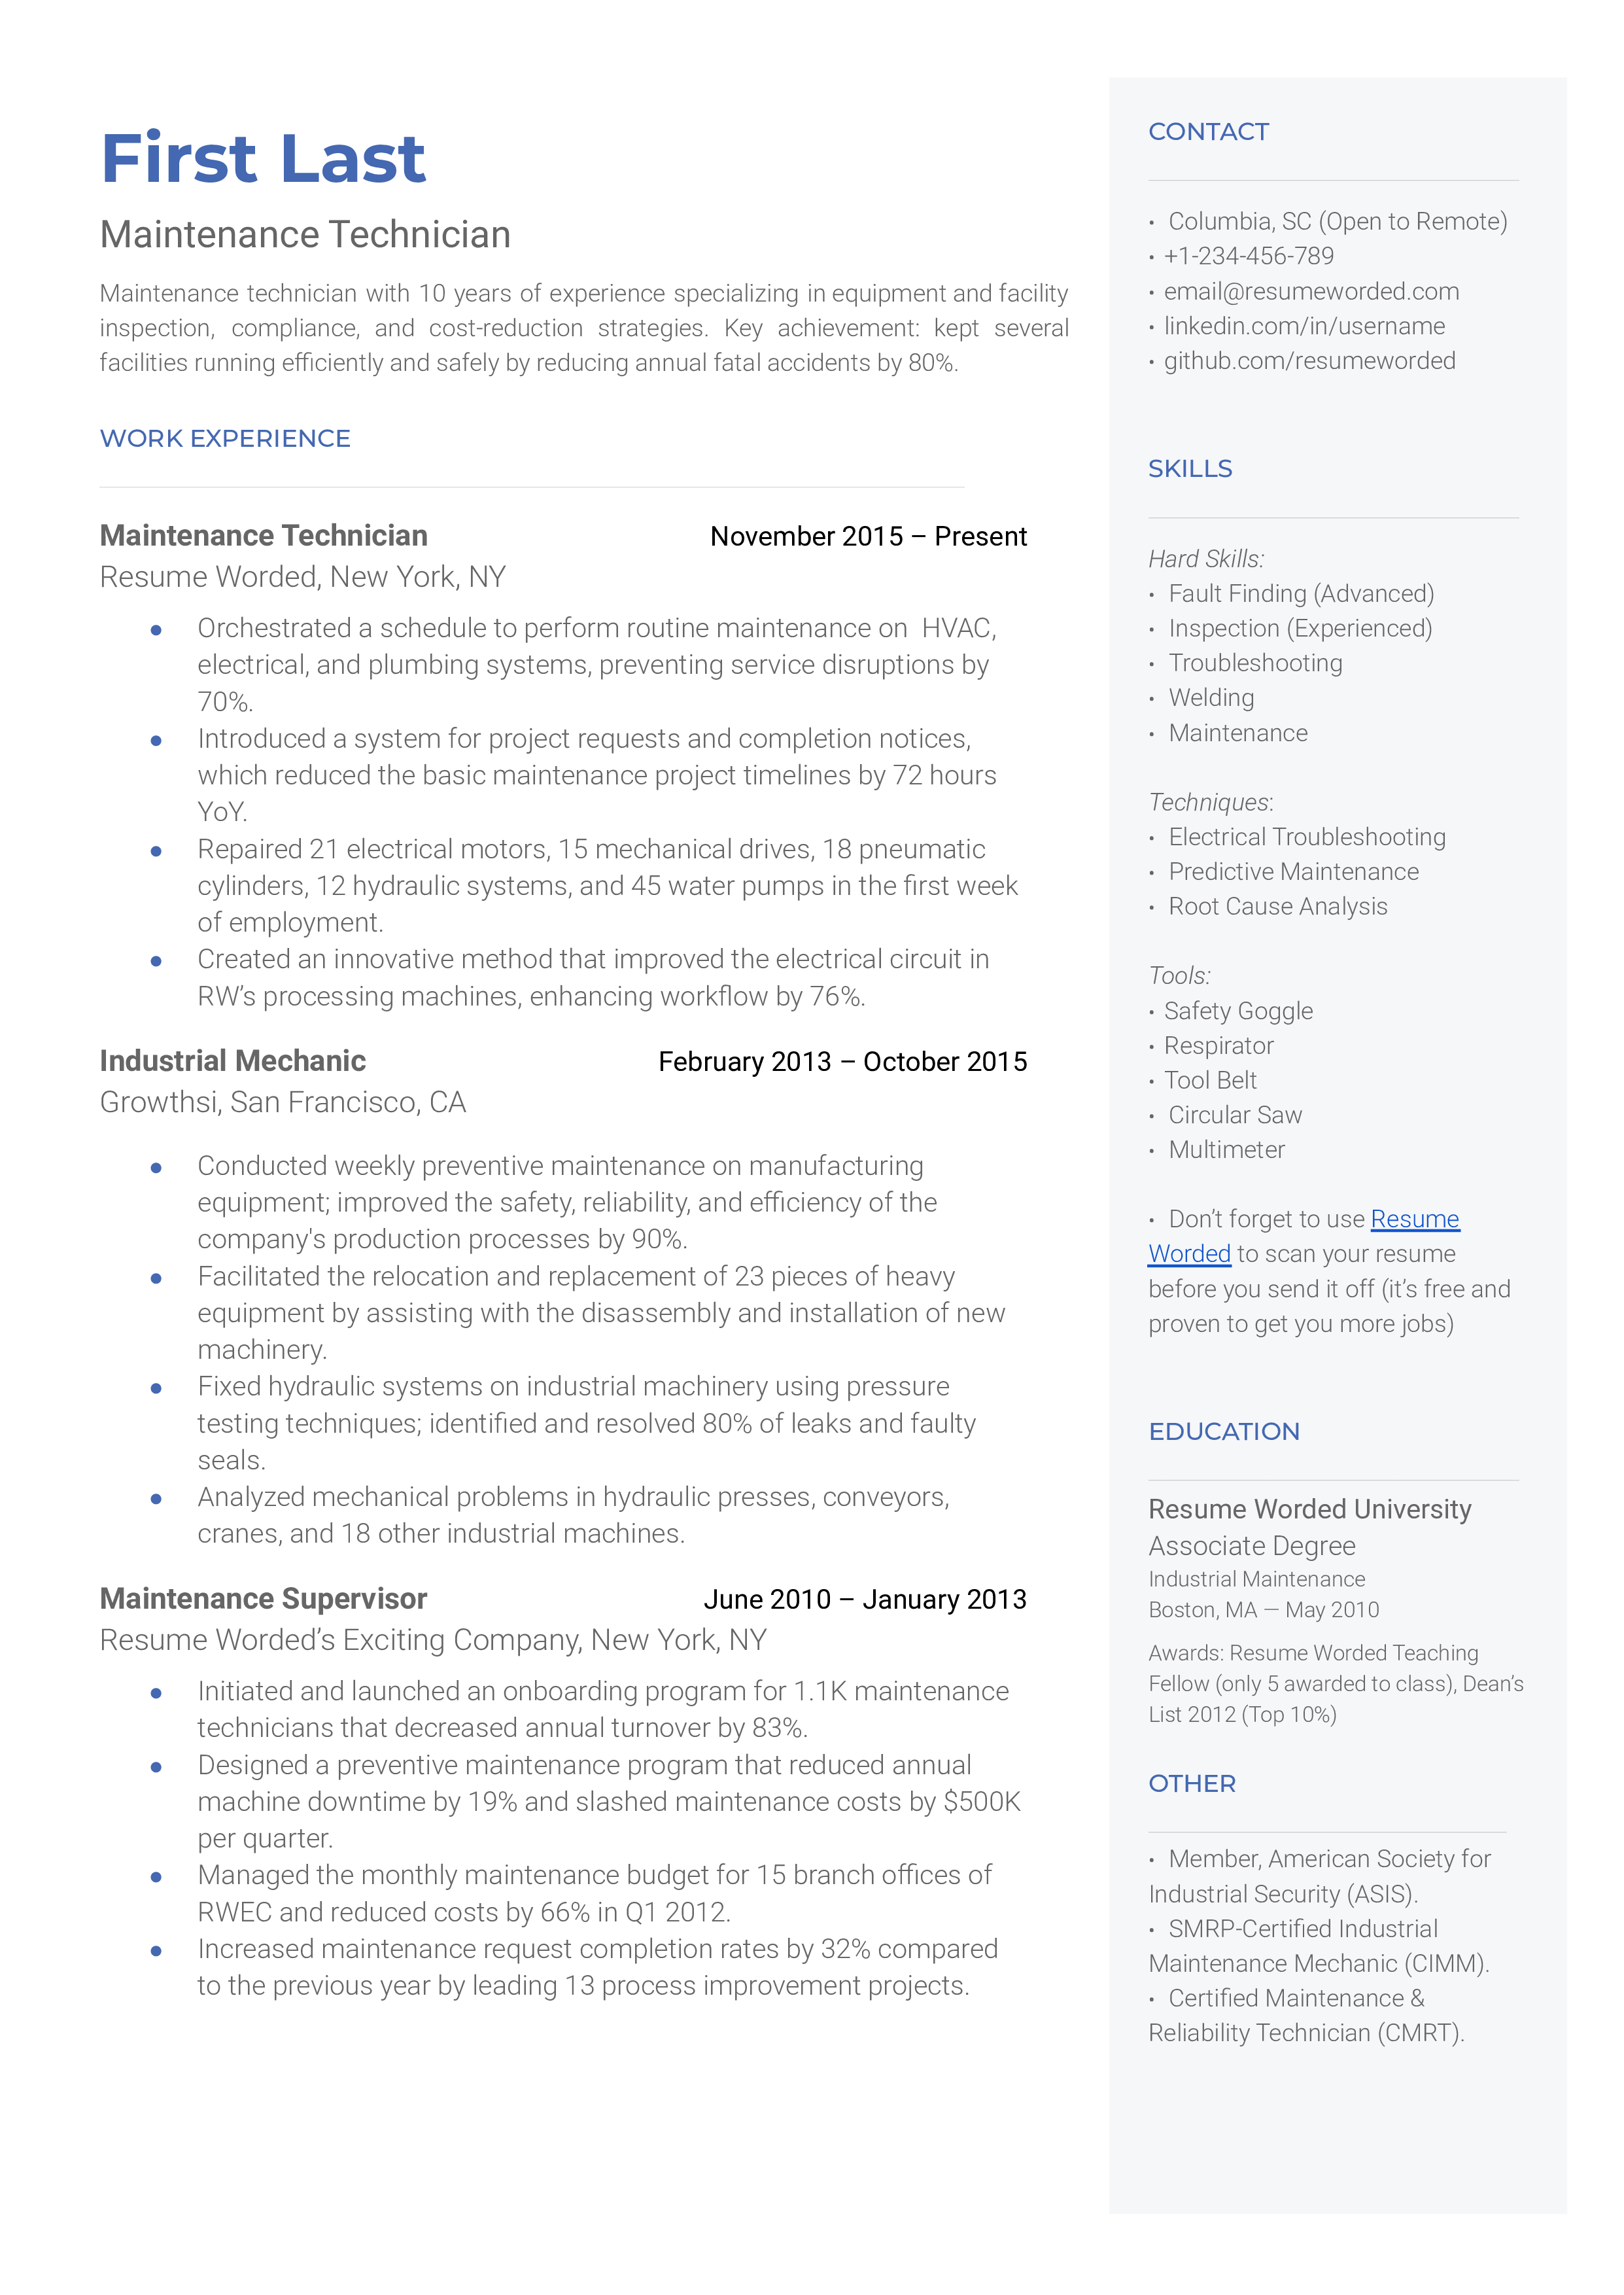 First Last
Maintenance Technician
Maintenance technician with 10 years of experience specializing in equipment and facility
inspection, compliance, and cost-reduction strategies. Key achievement: kept several
facilities running efficiently and safely by reducing annual fatal accidents by 80%.
WORK EXPERIENCE
Maintenance Technician November 2015 – Present
Resume Worded, New York, NY
● Orchestrated a schedule to perform routine maintenance on  HVAC,
electrical, and plumbing systems, preventing service disruptions by
70%.
● Introduced a system for project requests and completion notices,
which reduced the basic maintenance project timelines by 72 hours
YoY.
● Repaired 21 electrical motors, 15 mechanical drives, 18 pneumatic
cylinders, 12 hydraulic systems, and 45 water pumps in the first week
of employment.
● Created an innovative method that improved the electrical circuit in
RW’s processing machines, enhancing workflow by 76%.
Industrial Mechanic February 2013 – October 2015
Growthsi, San Francisco, CA
● Conducted weekly preventive maintenance on manufacturing
equipment; improved the safety, reliability, and efficiency of the
company's production processes by 90%.
● Facilitated the relocation and replacement of 23 pieces of heavy
equipment by assisting with the disassembly and installation of new
machinery.
● Fixed hydraulic systems on industrial machinery using pressure
testing techniques; identified and resolved 80% of leaks and faulty
seals.
● Analyzed mechanical problems in hydraulic presses, conveyors,
cranes, and 18 other industrial machines.
Maintenance Supervisor June 2010 – January 2013
Resume Worded’s Exciting Company, New York, NY
● Initiated and launched an onboarding program for 1.1K maintenance
technicians that decreased annual turnover by 83%.
● Designed a preventive maintenance program that reduced annual
machine downtime by 19% and slashed maintenance costs by $500K
per quarter.
● Managed the monthly maintenance budget for 15 branch offices of
RWEC and reduced costs by 66% in Q1 2012.
● Increased maintenance request completion rates by 32% compared
to the previous year by leading 13 process improvement projects.
CONTACT
• Columbia, SC (Open to Remote)
• +1-234-456-789
• email@resumeworded.com
• linkedin.com/in/username
• github.com/resumeworded
SKILLS
Hard Skills:
• Fault Finding (Advanced)
• Inspection (Experienced)
• Troubleshooting
• Welding
• Maintenance
Techniques:
• Electrical Troubleshooting
• Predictive Maintenance
• Root Cause Analysis
Tools:
• Safety Goggle
• Respirator
• Tool Belt
• Circular Saw
• Multimeter
• Don’t forget to use Resume
Worded to scan your resume
before you send it off (it’s free and
proven to get you more jobs)
EDUCATION
Resume Worded University
Associate Degree
Industrial Maintenance
Boston, MA — May 2010
Awards: Resume Worded Teaching
Fellow (only 5 awarded to class), Dean’s
List 2012 (Top 10%)
OTHER
• Member, American Society for
Industrial Security (ASIS).
• SMRP-Certified Industrial
Maintenance Mechanic (CIMM).
• Certified Maintenance &
Reliability Technician (CMRT).